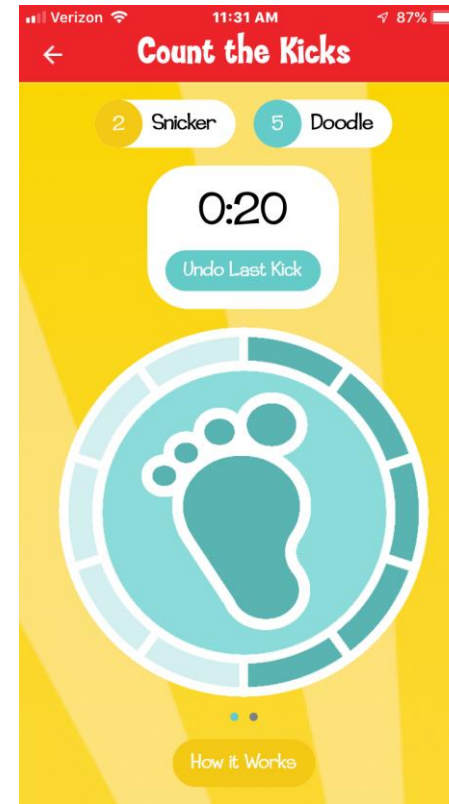 Verizon 11:31 AM 87%
Count the Kicks
2 Snicker 5 Doodle
0:20
Undo Last Kick
How it Works